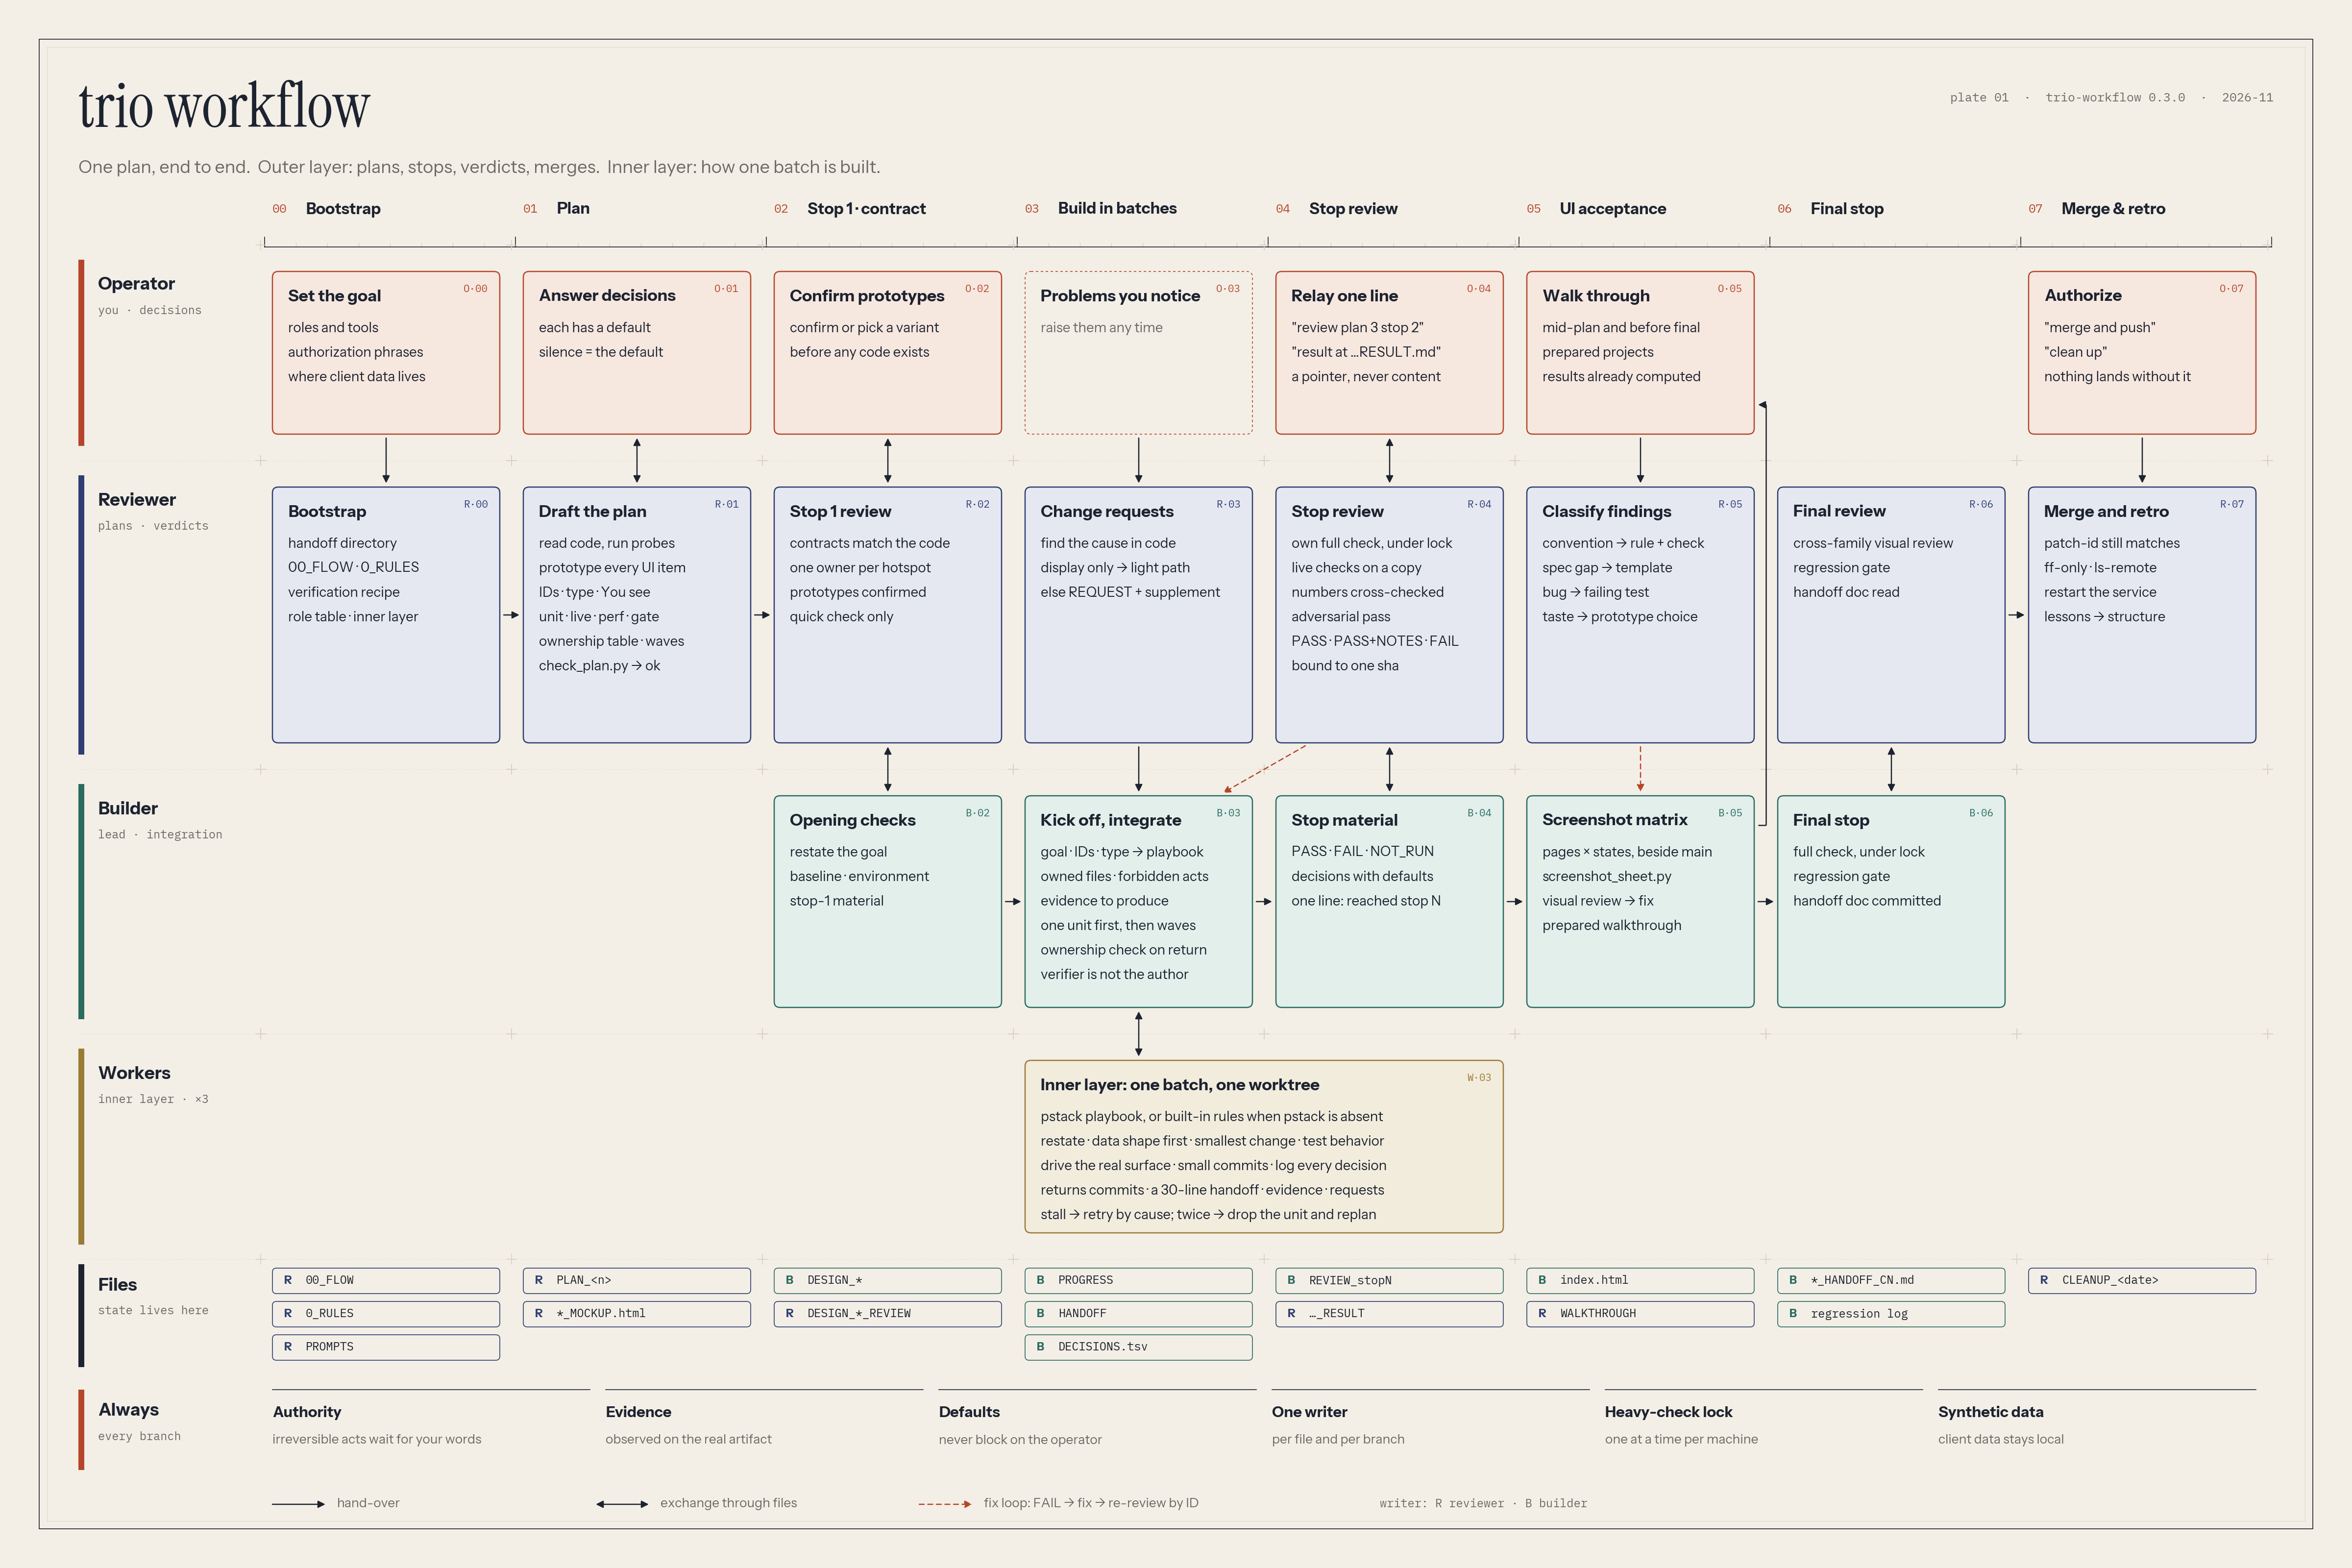 trio workflow
plate 01 · trio-workflow 0.3.0 · 2026-11
One plan, end to end. Outer layer: plans, stops, verdicts, merges. Inner layer: how one batch is built.
00 Bootstrap
01 Plan
02 Stop 1 · contract
03 Build in batches
04 Stop review
05 UI acceptance
06 Final stop
07 Merge & retro
Operator
you · decisions
Set the goal O·00
roles and tools
authorization phrases
where client data lives
Answer decisions O·01
each has a default
silence = the default
Confirm prototypes O·02
confirm or pick a variant
before any code exists
Problems you notice O·03
raise them any time
Relay one line O·04
"review plan 3 stop 2"
"result at …RESULT.md"
a pointer, never content
Walk through O·05
mid-plan and before final
prepared projects
results already computed
Authorize O·07
"merge and push"
"clean up"
nothing lands without it
Reviewer
plans · verdicts
Bootstrap R·00
handoff directory
00_FLOW · 0_RULES
verification recipe
role table · inner layer
Draft the plan R·01
read code, run probes
prototype every UI item
IDs · type · You see
unit · live · perf · gate
ownership table · waves
check_plan.py → ok
Stop 1 review R·02
contracts match the code
one owner per hotspot
prototypes confirmed
quick check only
Change requests R·03
find the cause in code
display only → light path
else REQUEST + supplement
Stop review R·04
own full check, under lock
live checks on a copy
numbers cross-checked
adversarial pass
PASS · PASS+NOTES · FAIL
bound to one sha
Classify findings R·05
convention → rule + check
spec gap → template
bug → failing test
taste → prototype choice
Final review R·06
cross-family visual review
regression gate
handoff doc read
Merge and retro R·07
patch-id still matches
ff-only · ls-remote
restart the service
lessons → structure
Builder
lead · integration
Opening checks B·02
restate the goal
baseline · environment
stop-1 material
Kick off, integrate B·03
goal · IDs · type → playbook
owned files · forbidden acts
evidence to produce
one unit first, then waves
ownership check on return
verifier is not the author
Stop material B·04
PASS · FAIL · NOT_RUN
decisions with defaults
one line: reached stop N
Screenshot matrix B·05
pages × states, beside main
screenshot_sheet.py
visual review → fix
prepared walkthrough
Final stop B·06
full check, under lock
regression gate
handoff doc committed
Workers
inner layer · ×3
Inner layer: one batch, one worktree W·03
pstack playbook, or built-in rules when pstack is absent
restate · data shape first · smallest change · test behavior
drive the real surface · small commits · log every decision
returns commits · a 30-line handoff · evidence · requests
stall → retry by cause; twice → drop the unit and replan
Files
state lives here
R 00_FLOW
R 0_RULES
R PROMPTS
R PLAN_<n>
R *_MOCKUP.html
B DESIGN_*
R DESIGN_*_REVIEW
B PROGRESS
B HANDOFF
B DECISIONS.tsv
B REVIEW_stopN
R …_RESULT
B index.html
R WALKTHROUGH
B *_HANDOFF_CN.md
B regression log
R CLEANUP_<date>
Always
every branch
Authority
irreversible acts wait for your words
Evidence
observed on the real artifact
Defaults
never block on the operator
One writer
per file and per branch
Heavy-check lock
one at a time per machine
Synthetic data
client data stays local
hand-over
exchange through files
fix loop: FAIL → fix → re-review by ID
writer: R reviewer · B builder